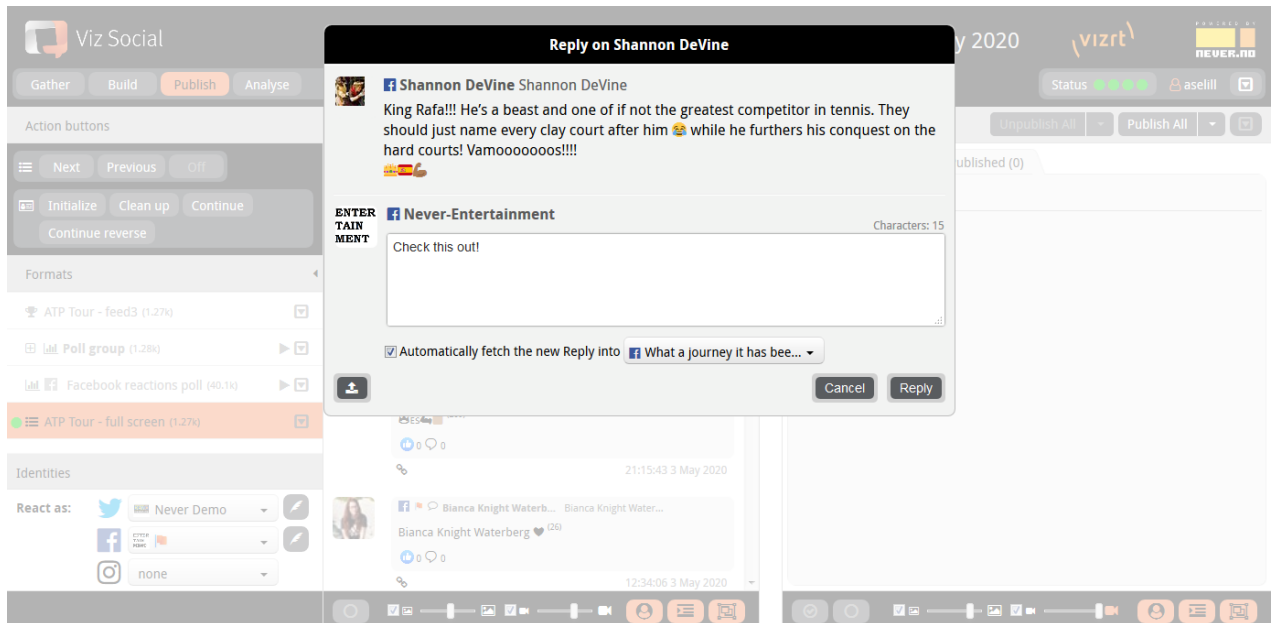 Viz Social
y 2020
vizrt
POWERED BY
NEVER.NO
Gather Build Publish Analyse
Status
aselill
Action buttons
Unpublish All
Publish All
Next Previous Off
Initialize Clean up Continue
Continue reverse
Formats
ATP Tour - feed3 (1.27k)
Poll group (1.28k)
Facebook reactions poll (40.1k)
ATP Tour - full screen (1.27k)
Identities
React as:
Never Demo
none
Reply on Shannon DeVine
Shannon DeVine Shannon DeVine
King Rafa!!! He's a beast and one of if not the greatest competitor in tennis. They
should just name every clay court after him 😂 while he furthers his conquest on the
hard courts! Vamooooooos!!!!
ENTER
TAIN
MENT
Never-Entertainment
Characters: 15
Check this out!
Automatically fetch the new Reply into
What a journey it has bee...
Cancel Reply
ES
0 0
21:15:43 3 May 2020
Bianca Knight Waterb... Bianca Knight Water...
Bianca Knight Waterberg ♥ (26)
0 0
12:34:06 3 May 2020
ublished (0)